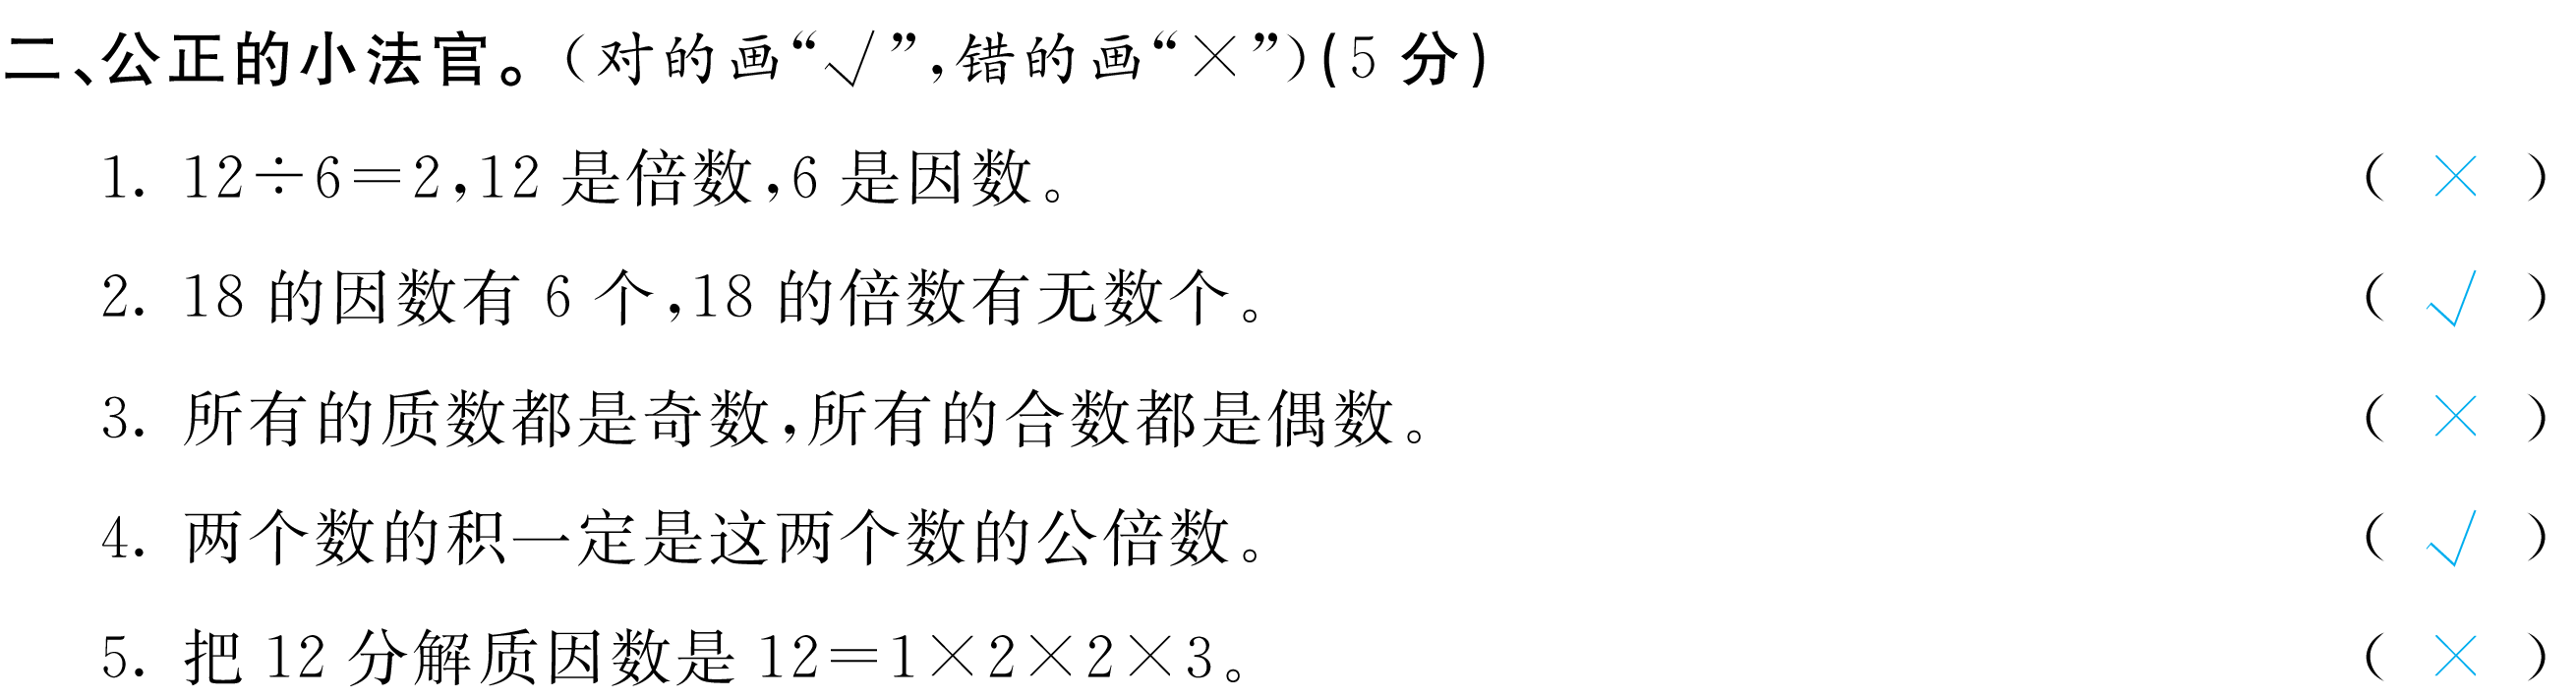 二、公正的小法官。(对的画“√”,错的画“×”)(5 分)
1. 12÷6=2,12 是倍数,6 是因数。 ( × )
2. 18 的因数有 6 个,18 的倍数有无数个。 ( √ )
3. 所有的质数都是奇数,所有的合数都是偶数。 ( × )
4. 两个数的积一定是这两个数的公倍数。 ( √ )
5. 把 12 分解质因数是 12=1×2×2×3。 ( × )